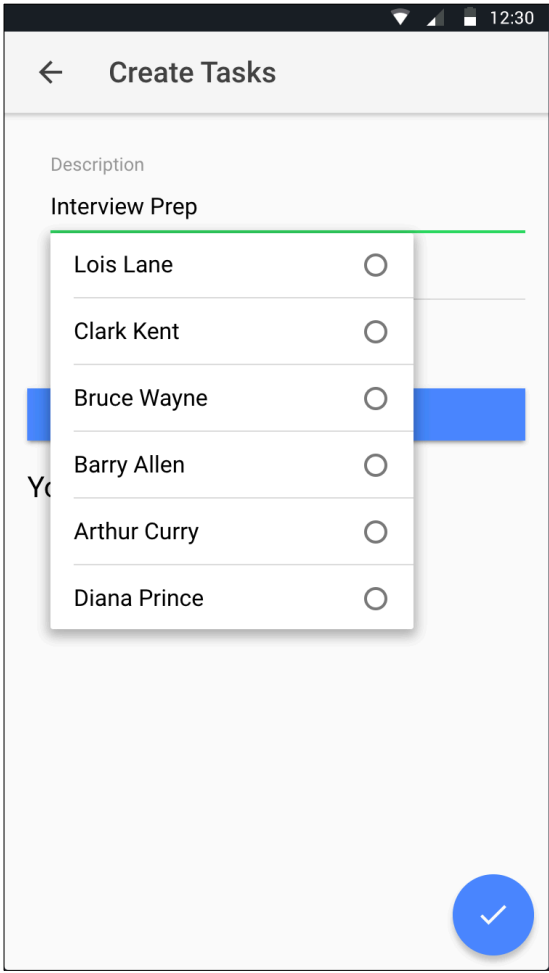 12:30
Create Tasks
Description
Interview Prep
Lois Lane
Clark Kent
Bruce Wayne
Barry Allen
Yo
Arthur Curry
Diana Prince